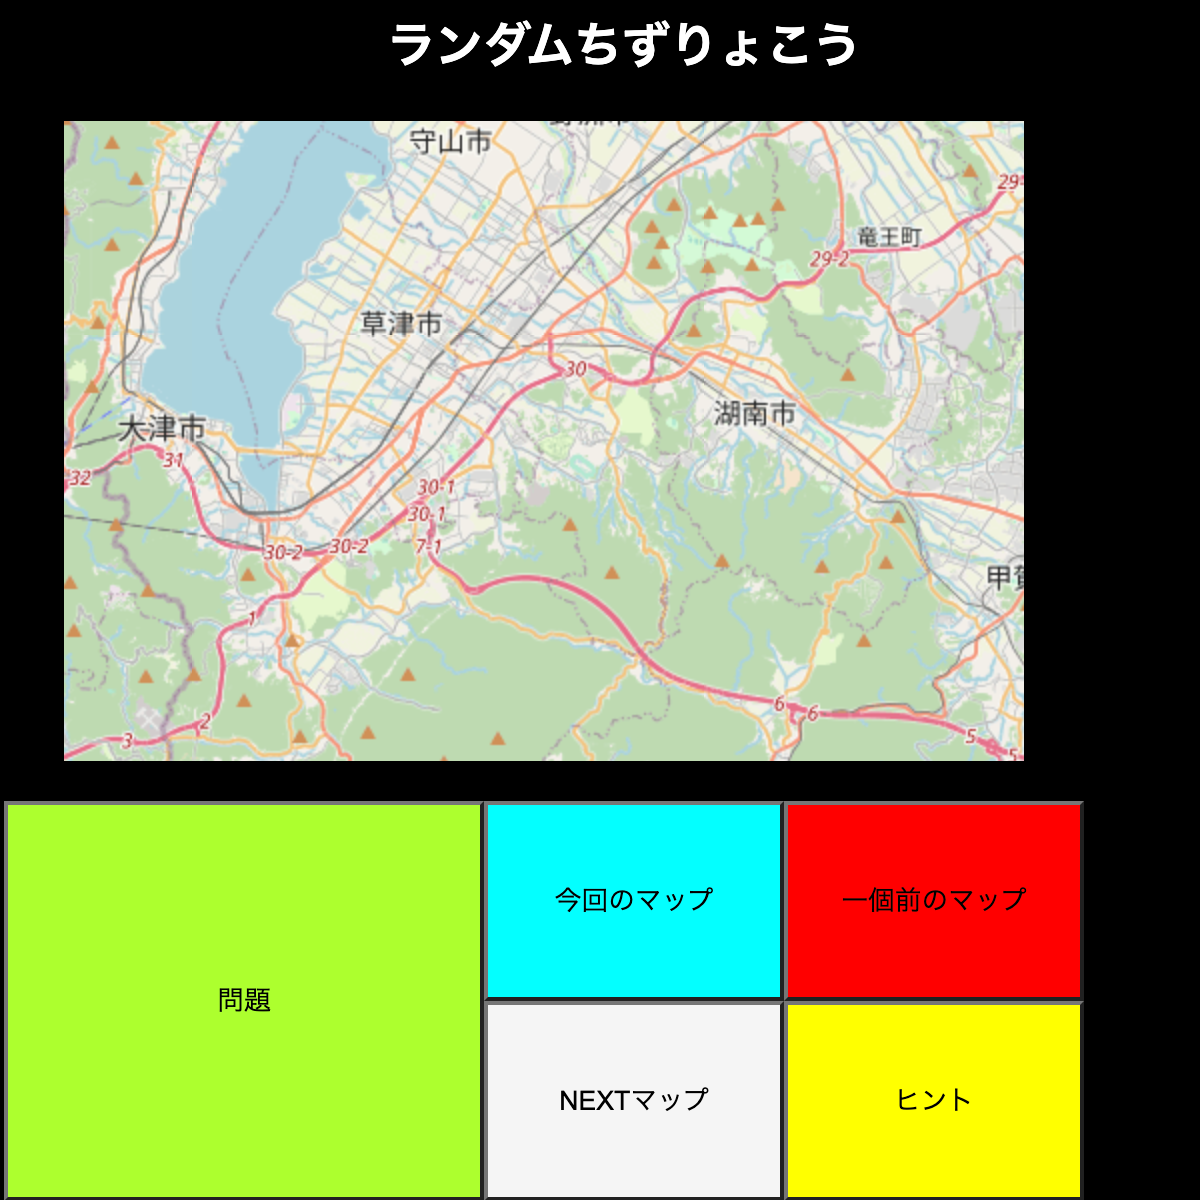 ランダムちずりょこう
守山市
29
竜王町
29-2
草津市
30
湖南市
大津市
31
32
30-1
30-1
30-2
30-2
7-1
甲賀
1
6
6
2
3
5
5
問題
今回のマップ
一個前のマップ
NEXTマップ
ヒント